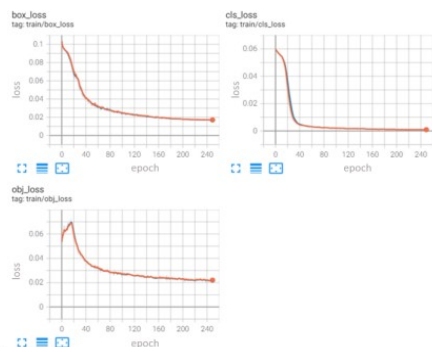 box_loss
tag: train/box_loss
0.1
0.08
0.06
0.04
0.02
0
loss
0 40 80 120 160 200 240
epoch
cls_loss
tag: train/cls_loss
0.06
0.04
0.02
0
loss
0 40 80 120 160 200 240
epoch
obj_loss
tag: train/obj_loss
0.08
0.06
0.04
0.02
0
loss
0 40 80 120 160 200 240
epoch